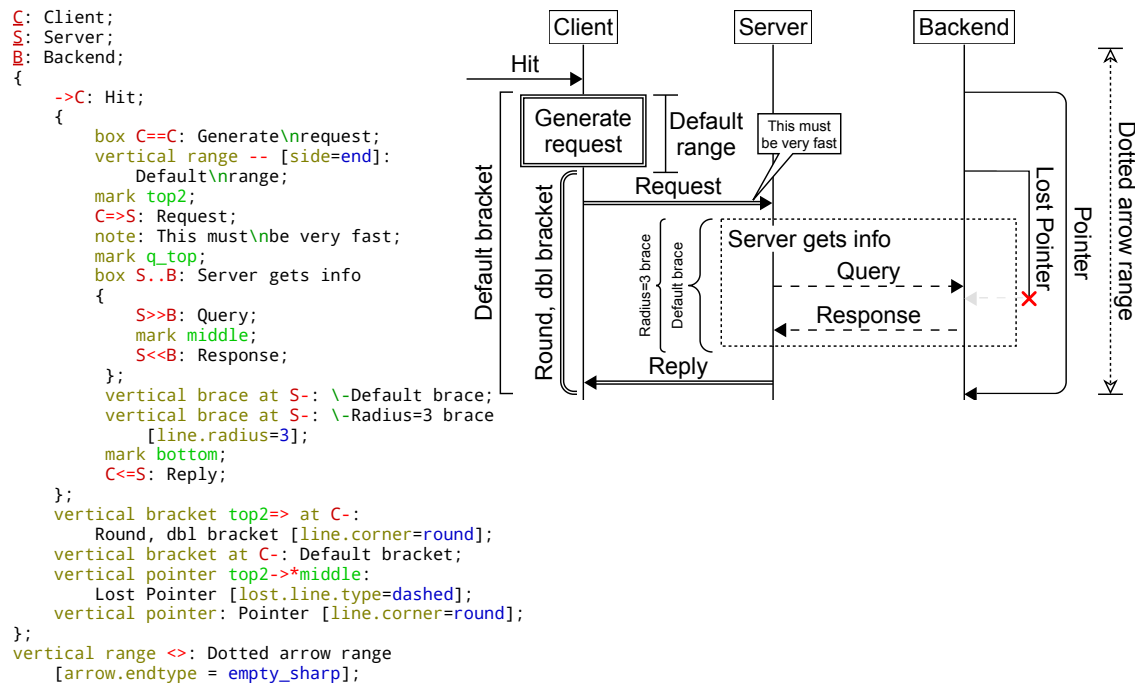 C: Client;
S: Server;
B: Backend;
{
->C: Hit;
{
box C==C: Generate\nrequest;
vertical range -- [side=end]:
Default\nrange;
mark top2;
C=>S: Request;
note: This must\nbe very fast;
mark q_top;
box S..B: Server gets info
{
S>>B: Query;
mark middle;
S<<B: Response;
};
vertical brace at S-: \-Default brace;
vertical brace at S-: \-Radius=3 brace
[line.radius=3];
mark bottom;
C<=S: Reply;
};
vertical bracket top2=> at C-:
Round, dbl bracket [line.corner=round];
vertical bracket at C-: Default bracket;
vertical pointer top2->*middle:
Lost Pointer [lost.line.type=dashed];
vertical pointer: Pointer [line.corner=round];
};
vertical range <>: Dotted arrow range
[arrow.endtype = empty_sharp];
Client
Server
Backend
Hit
Generate
request
Default
range
This must
be very fast
Request
Server gets info
Query
Response
Reply
Default bracket
Round, dbl bracket
Radius=3 brace
Default brace
Lost Pointer
Pointer
Dotted arrow range